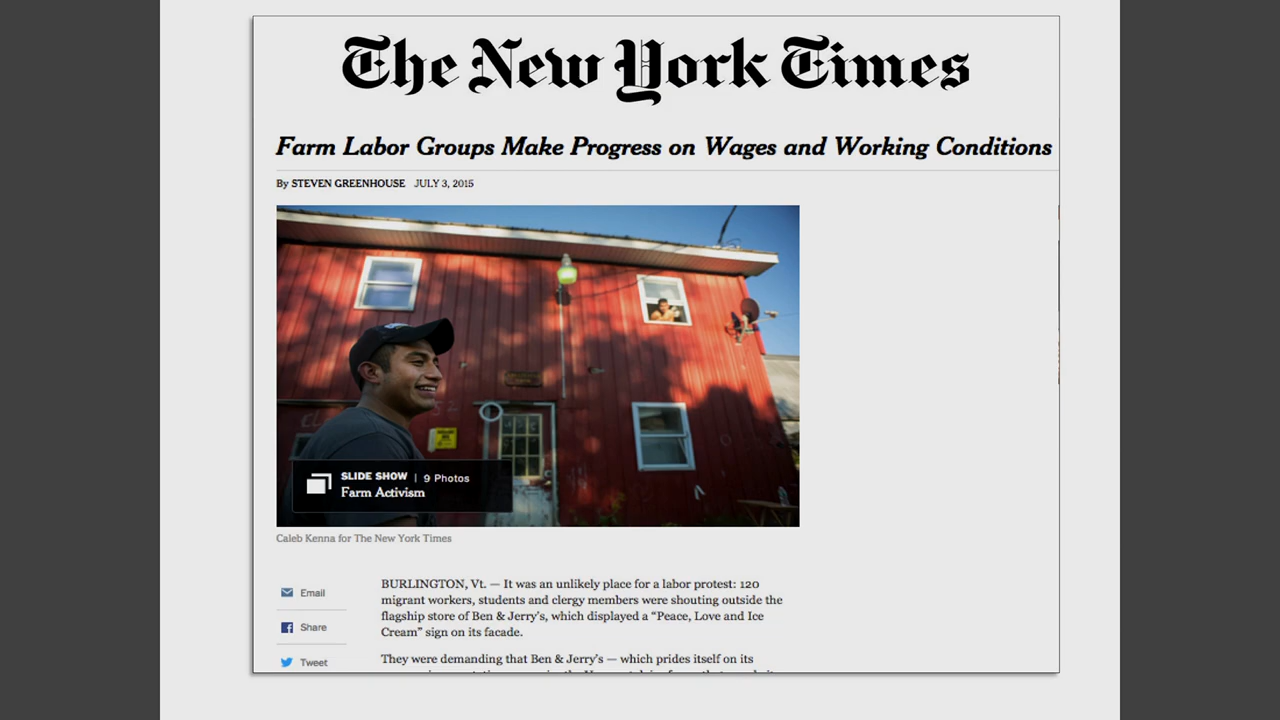 The New York Times
Farm Labor Groups Make Progress on Wages and Working Conditions
By STEVEN GREENHOUSE JULY 3, 2015
SLIDE SHOW | 9 Photos
Farm Activism
Caleb Kenna for The New York Times
Email
Share
Tweet
BURLINGTON, Vt. — It was an unlikely place for a labor protest: 120
migrant workers, students and clergy members were shouting outside the
flagship store of Ben & Jerry’s, which displayed a “Peace, Love and Ice
Cream” sign on its facade.
They were demanding that Ben & Jerry’s — which prides itself on its